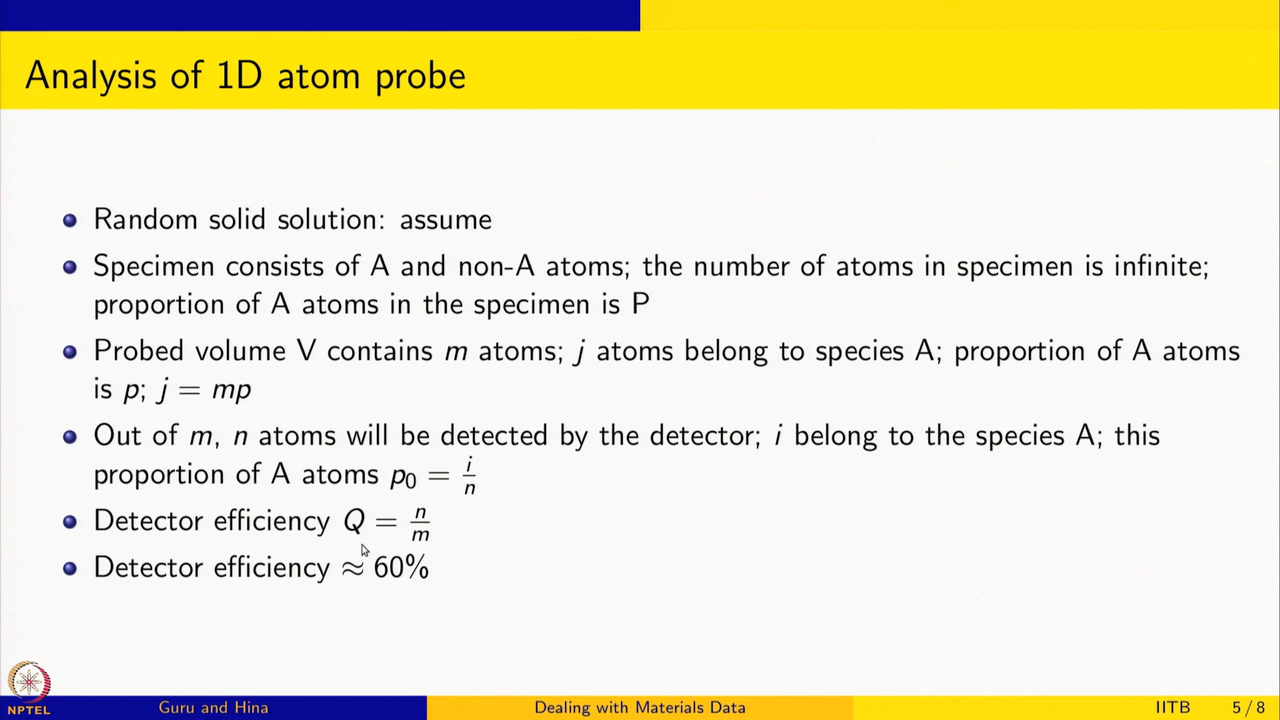 Analysis of 1D atom probe
Random solid solution: assume
Specimen consists of A and non-A atoms; the number of atoms in specimen is infinite;
proportion of A atoms in the specimen is P
Probed volume V contains m atoms; j atoms belong to species A; proportion of A atoms
is p; j = mp
Out of m, n atoms will be detected by the detector; i belong to the species A; this
proportion of A atoms p₀ = i/n
Detector efficiency Q = n/m
Detector efficiency ≈ 60%
NPTEL
Guru and Hina
Dealing with Materials Data
IITB
5 / 8